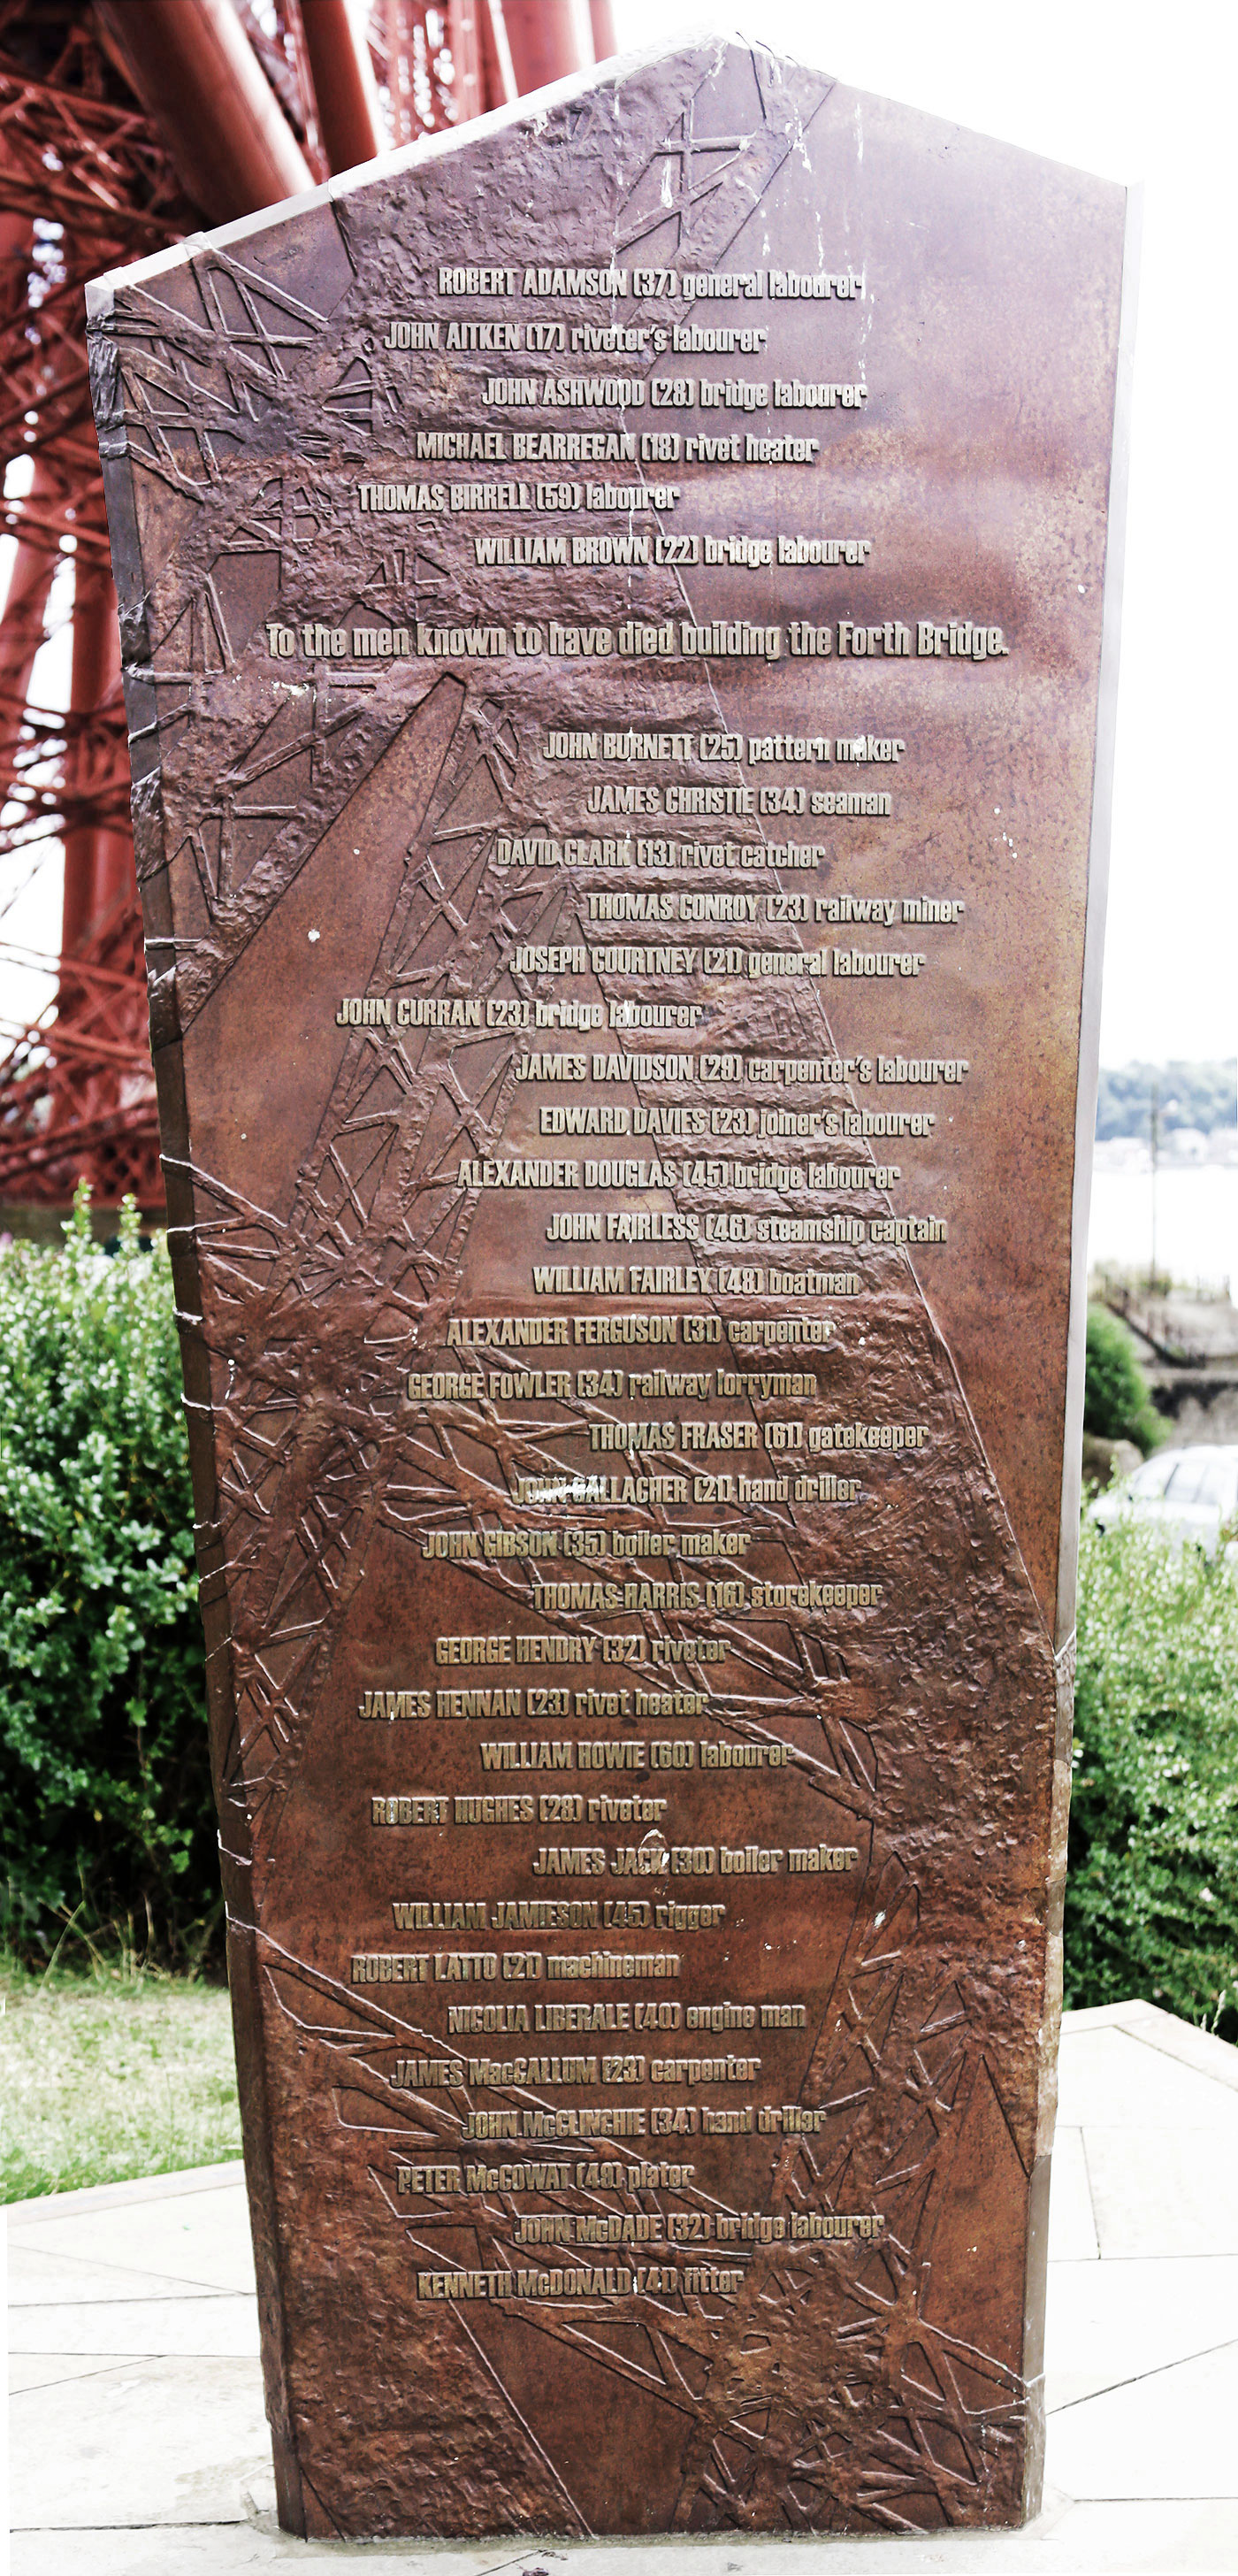 ROBERT ADAMSON (37) general labourer
JOHN AITKEN (17) riveter's labourer
JOHN ASHWOOD (28) bridge labourer
MICHAEL BEARREGAN (18) rivet heater
THOMAS BIRRELL (59) labourer
WILLIAM BROWN (22) bridge labourer
To the men known to have died building the Forth Bridge.
JOHN BURNETT (25) pattern maker
JAMES CHRISTIE (34) seaman
DAVID CLARK (13) rivet catcher
THOMAS CONROY (23) railway miner
JOSEPH COURTNEY (21) general labourer
JOHN CURRAN (23) bridge labourer
JAMES DAVIDSON (29) carpenter's labourer
EDWARD DAVIES (23) joiner's labourer
ALEXANDER DOUGLAS (45) bridge labourer
JOHN FAIRLESS (46) steamship captain
WILLIAM FAIRLEY (48) boatman
ALEXANDER FERGUSON (31) carpenter
GEORGE FOWLER (34) railway lorryman
THOMAS FRASER (61) gatekeeper
JOHN GALLAGHER (21) hand driller
JOHN GIBSON (35) boiler maker
THOMAS HARRIS (16) storekeeper
GEORGE HENDRY (32) riveter
JAMES HENNAN (23) rivet heater
WILLIAM HOWIE (60) labourer
ROBERT HUGHES (28) riveter
JAMES JACK (30) boiler maker
WILLIAM JAMIESON (45) rigger
ROBERT LATTO (21) machineman
NICOLIA LIBERALE (40) engine man
JAMES MacCALLUM (23) carpenter
JOHN McCLINCHIE (34) hand driller
PETER McGOWAT (49) plater
JOHN McDADE (32) bridge labourer
KENNETH McDONALD (41) fitter